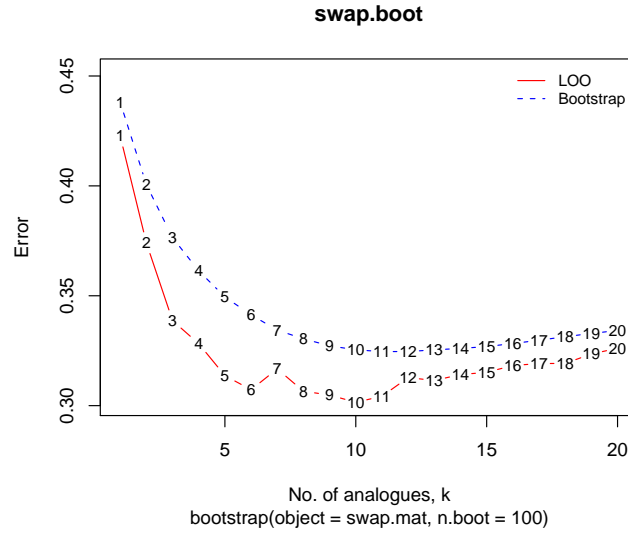 swap.boot
LOO
Bootstrap
Error
0.45
0.40
0.35
0.30
1 2 3 4 5 6 7 8 9 10 11 12 13 14 15 16 17 18 19 20
1 2 3 4 5 6 7 8 9 10 11 12 13 14 15 16 17 18 19 20
5 10 15 20
No. of analogues, k
bootstrap(object = swap.mat, n.boot = 100)